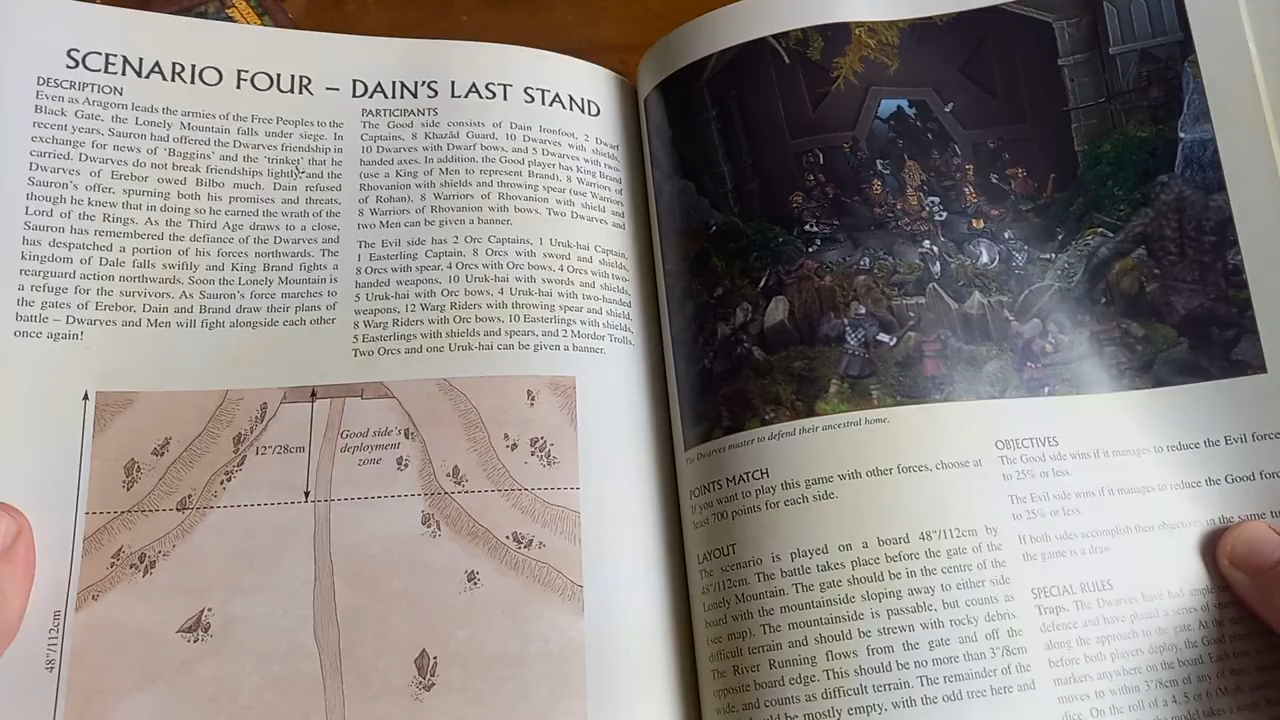 SCENARIO FOUR – DAIN'S LAST STAND
DESCRIPTION
Even as Aragorn leads the armies of the Free Peoples to the
Black Gate, the Lonely Mountain falls under siege. In
recent years, Sauron had offered the Dwarves friendship in
exchange for news of 'Baggins' and the 'trinket' that he
carried. Dwarves do not break friendships lightly, and the
Dwarves of Erebor owed Bilbo much. Dain refused
Sauron's offer, spurning both his promises and threats,
though he knew that in doing so he earned the wrath of the
Lord of the Rings. As the Third Age draws to a close,
Sauron has remembered the defiance of the Dwarves and
has despatched a portion of his forces northwards. The
kingdom of Dale falls swiftly and King Brand fights a
rearguard action northwards. Soon the Lonely Mountain is
a refuge for the survivors. As Sauron's force marches to
the gates of Erebor, Dain and Brand draw their plans of
battle – Dwarves and Men will fight alongside each other
once again!
PARTICIPANTS
The Good side consists of Dain Ironfoot, 2 Dwarf
Captains, 8 Khazâd Guard, 10 Dwarves with shields,
10 Dwarves with Dwarf bows, and 5 Dwarves with two-
handed axes. In addition, the Good player has King Brand
(use a King of Men to represent Brand), 8 Warriors of
Rhovanion with shields and throwing spear (use Warriors
of Rohan), 8 Warriors of Rhovanion with shield and
8 Warriors of Rhovanion with bows. Two Dwarves and
two Men can be given a banner.
The Evil side has 2 Orc Captains, 1 Uruk-hai Captain,
1 Easterling Captain, 8 Orcs with sword and shields,
8 Orcs with spear, 4 Orcs with Orc bows, 4 Orcs with two-
handed weapons, 10 Uruk-hai with swords and shields,
5 Uruk-hai with Orc bows, 4 Uruk-hai with two-handed
weapons, 12 Warg Riders with throwing spear and shield,
8 Warg Riders with Orc bows, 10 Easterlings with shields,
5 Easterlings with shields and spears, and 2 Mordor Trolls.
Two Orcs and one Uruk-hai can be given a banner.
12"/28cm
Good side's
deployment
zone
48"/112cm
The Dwarves muster to defend their ancestral home.
POINTS MATCH
If you want to play this game with other forces, choose at
least 700 points for each side.
LAYOUT
The scenario is played on a board 48"/112cm by
48"/112cm. The battle takes place before the gate of the
Lonely Mountain. The gate should be in the centre of the
board with the mountainside sloping away to either side
(see map). The mountainside is passable, but counts as
difficult terrain and should be strewn with rocky debris.
The River Running flows from the gate and off the
opposite board edge. This should be no more than 3"/8cm
wide, and counts as difficult terrain. The remainder of the
be mostly empty, with the odd tree here and
OBJECTIVES
The Good side wins if it manages to reduce the Evil force
to 25% or less.
The Evil side wins if it manages to reduce the Good force
to 25% or less.
If both sides accomplish their objectives in the same
the game is a draw.
SPECIAL RULES
Traps. The Dwarves have had ample
defence and have placed a series of
along the approach to the gate. At the
before both players deploy, the Good
markers anywhere on the board. Each
moves to within 3"/8cm of any of
dice. On the roll of a 4, 5 or 6 (Might
model takes a